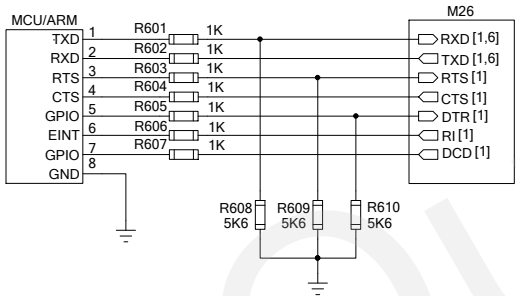 MCU/ARM M26
TXD 1 R601 1K RXD [1,6]
RXD 2 R602 1K TXD [1,6]
RTS 3 R603 1K RTS [1]
CTS 4 R604 1K CTS [1]
GPIO 5 R605 1K DTR [1]
EINT 6 R606 1K RI [1]
GPIO 7 R607 1K DCD [1]
GND 8
R608 R609 R610
5K6 5K6 5K6